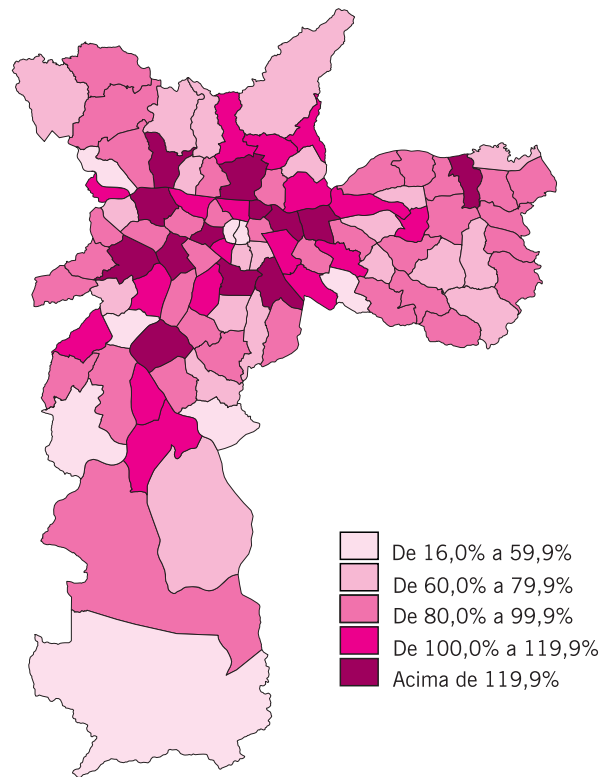 De 16,0% a 59,9%
De 60,0% a 79,9%
De 80,0% a 99,9%
De 100,0% a 119,9%
Acima de 119,9%